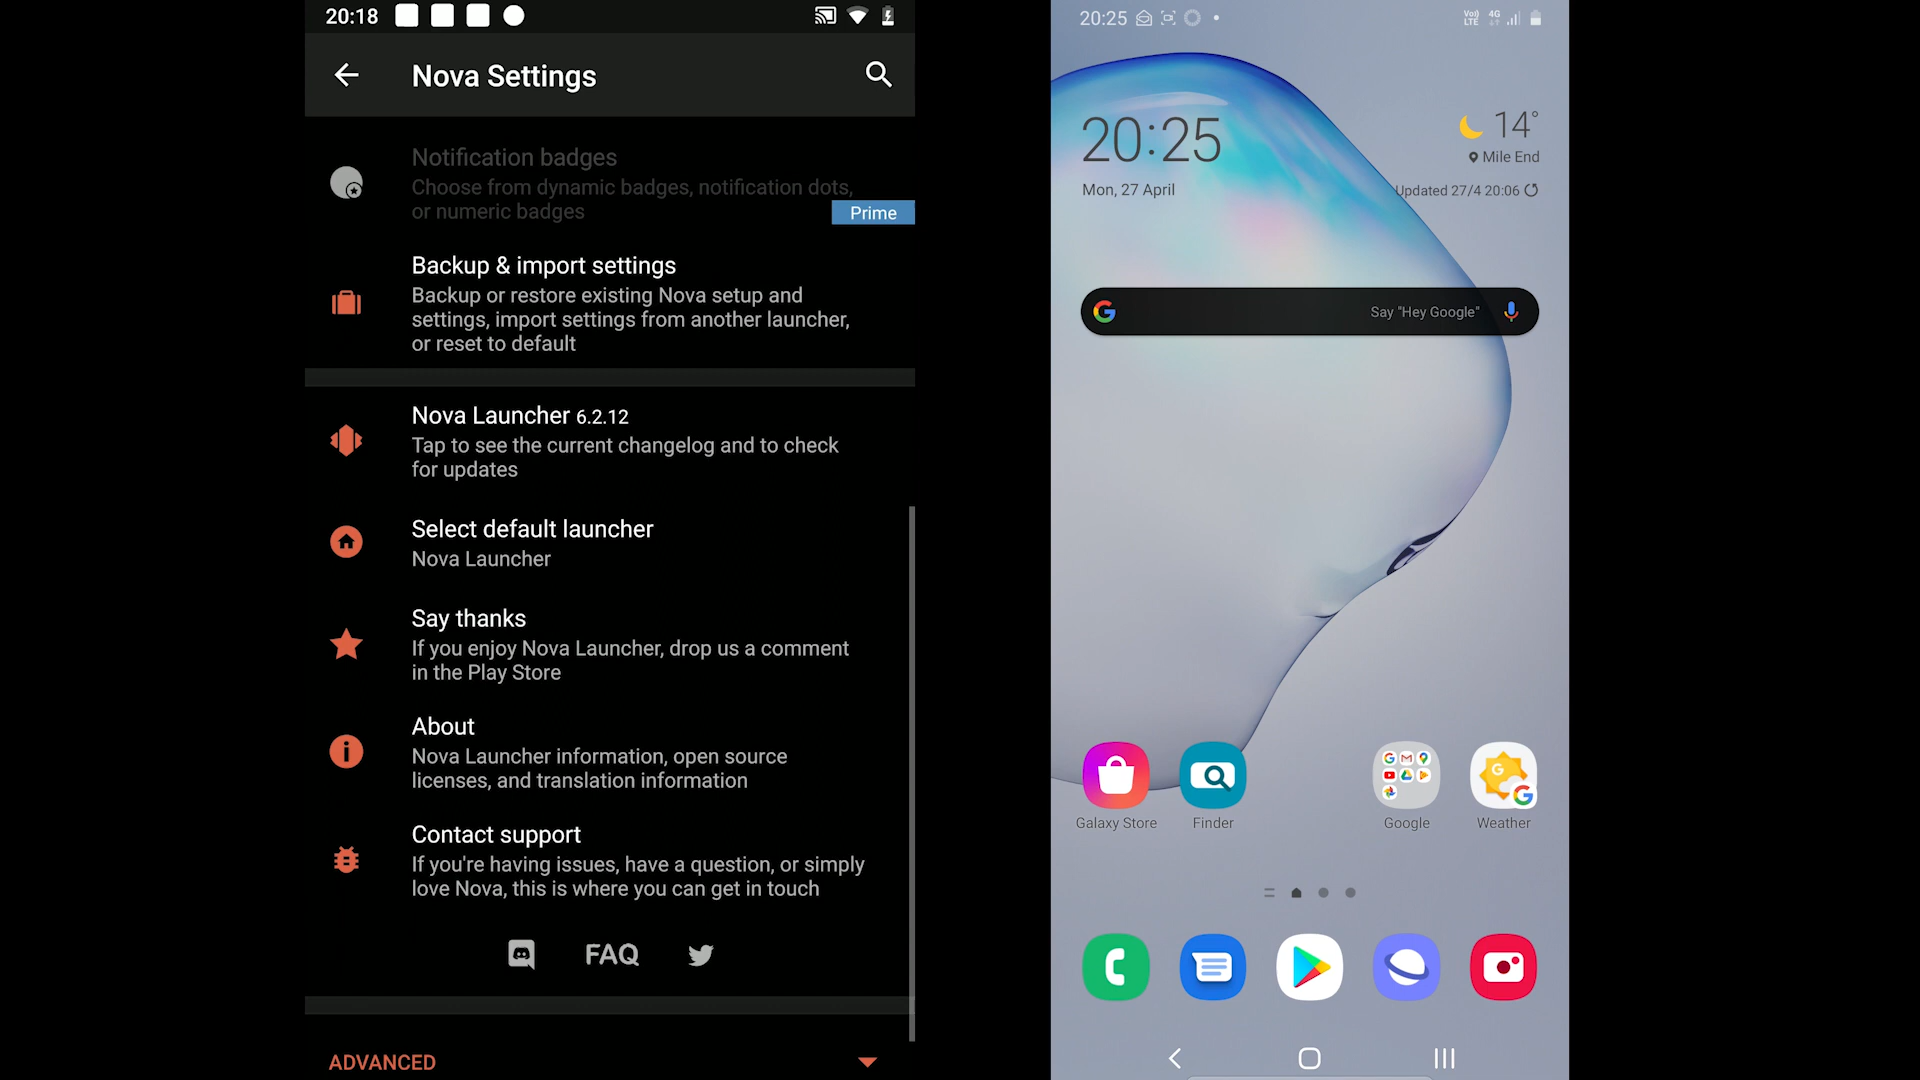 20:18
Nova Settings
Notification badges
Choose from dynamic badges, notification dots,
or numeric badges
Prime
Backup & import settings
Backup or restore existing Nova setup and
settings, import settings from another launcher,
or reset to default
Nova Launcher 6.2.12
Tap to see the current changelog and to check
for updates
Select default launcher
Nova Launcher
Say thanks
If you enjoy Nova Launcher, drop us a comment
in the Play Store
About
Nova Launcher information, open source
licenses, and translation information
Contact support
If you're having issues, have a question, or simply
love Nova, this is where you can get in touch
FAQ
ADVANCED
20:25
Vo)) LTE 4G
20:25
14°
Mile End
Mon, 27 April
Updated 27/4 20:06
Say "Hey Google"
Galaxy Store
Finder
Google
Weather